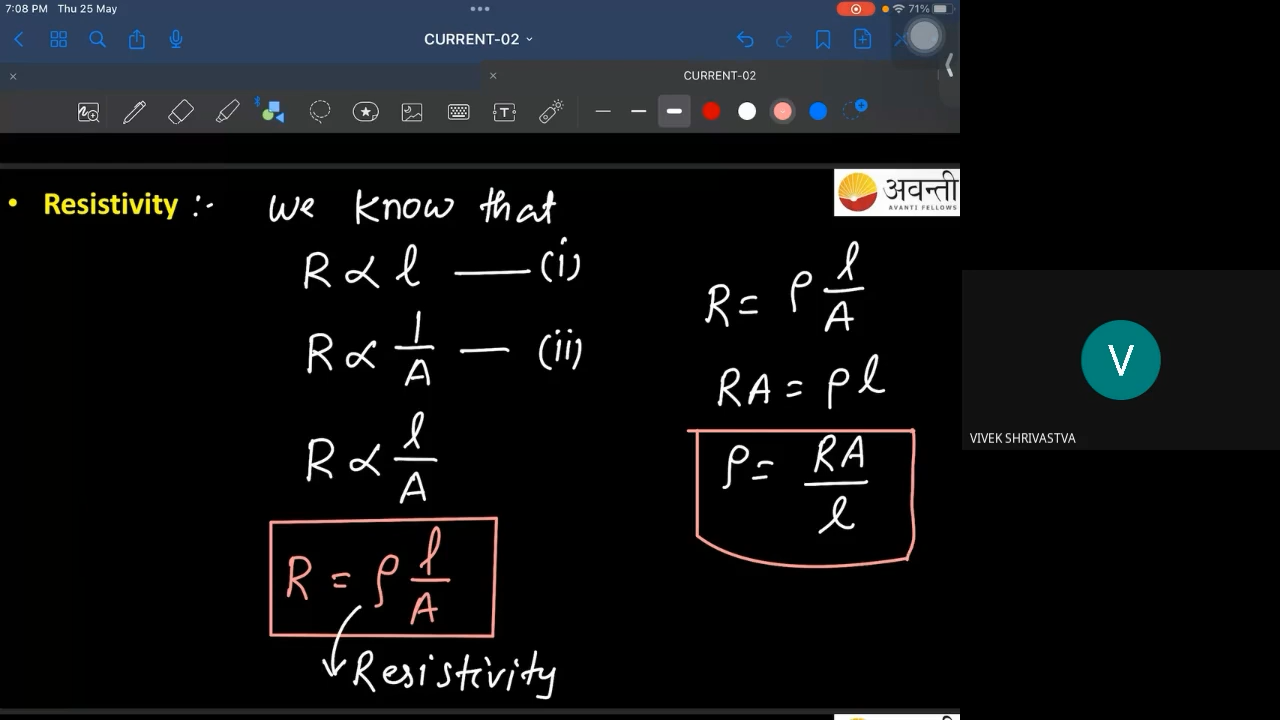 7:08 PM Thu 25 May
71%
CURRENT-02
CURRENT-02
• Resistivity :- We know that
अवन्ती
AVANTI FELLOWS
R ∝ l —— (i)
R ∝ 1/A — (ii)
R ∝ l/A
R = ρ l/A
Resistivity
R = ρ l/A
RA = ρ l
ρ = RA/l
V
VIVEK SHRIVASTVA